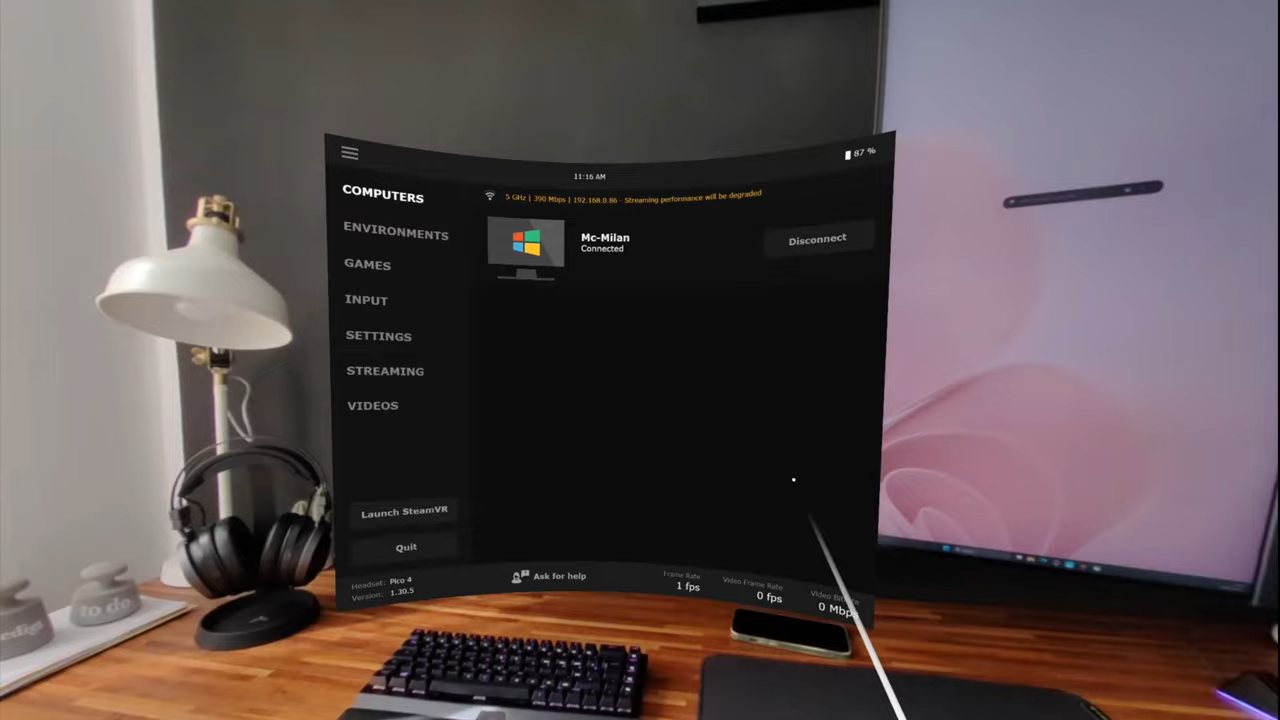 87 %
11:16 AM
COMPUTERS
5 GHz | 390 Mbps | 192.168.0.86 - Streaming performance will be degraded
Mc-Milan
Connected
Disconnect
ENVIRONMENTS
GAMES
INPUT
SETTINGS
STREAMING
VIDEOS
Launch SteamVR
Quit
Headset: Pico 4
Version: 1.30.5
Ask for help
Frame Rate
1 fps
Video Frame Rate
0 fps
Video Bitrate
0 Mbps
to do